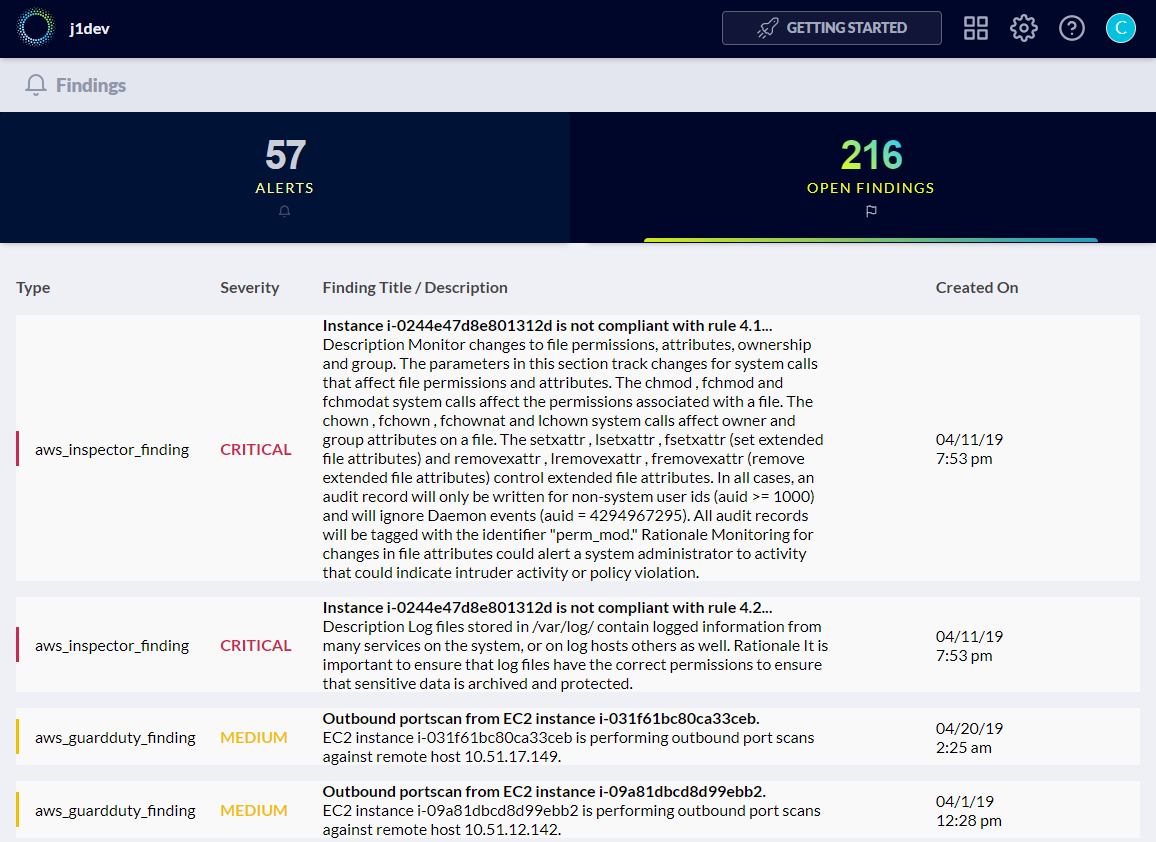 j1dev
GETTING STARTED
C
Findings
57
ALERTS
216
OPEN FINDINGS
Type Severity Finding Title / Description Created On
Instance i-0244e47d8e801312d is not compliant with rule 4.1...
Description Monitor changes to file permissions, attributes, ownership
and group. The parameters in this section track changes for system calls
that affect file permissions and attributes. The chmod , fchmod and
fchmodat system calls affect the permissions associated with a file. The
chown , fchown , fchownat and lchown system calls affect owner and
group attributes on a file. The setxattr , lsetxattr , fsetxattr (set extended
file attributes) and removexattr , lremovexattr , fremovexattr (remove
extended file attributes) control extended file attributes. In all cases, an
audit record will only be written for non-system user ids (auid >= 1000)
and will ignore Daemon events (auid = 4294967295). All audit records
will be tagged with the identifier "perm_mod." Rationale Monitoring for
changes in file attributes could alert a system administrator to activity
that could indicate intruder activity or policy violation.
aws_inspector_finding CRITICAL
04/11/19
7:53 pm
Instance i-0244e47d8e801312d is not compliant with rule 4.2...
Description Log files stored in /var/log/ contain logged information from
many services on the system, or on log hosts others as well. Rationale It is
important to ensure that log files have the correct permissions to ensure
that sensitive data is archived and protected.
aws_inspector_finding CRITICAL
04/11/19
7:53 pm
Outbound portscan from EC2 instance i-031f61bc80ca33ceb.
EC2 instance i-031f61bc80ca33ceb is performing outbound port scans
against remote host 10.51.17.149.
aws_guardduty_finding MEDIUM
04/20/19
2:25 am
Outbound portscan from EC2 instance i-09a81dbcd8d99ebb2.
EC2 instance i-09a81dbcd8d99ebb2 is performing outbound port scans
against remote host 10.51.12.142.
aws_guardduty_finding MEDIUM
04/1/19
12:28 pm